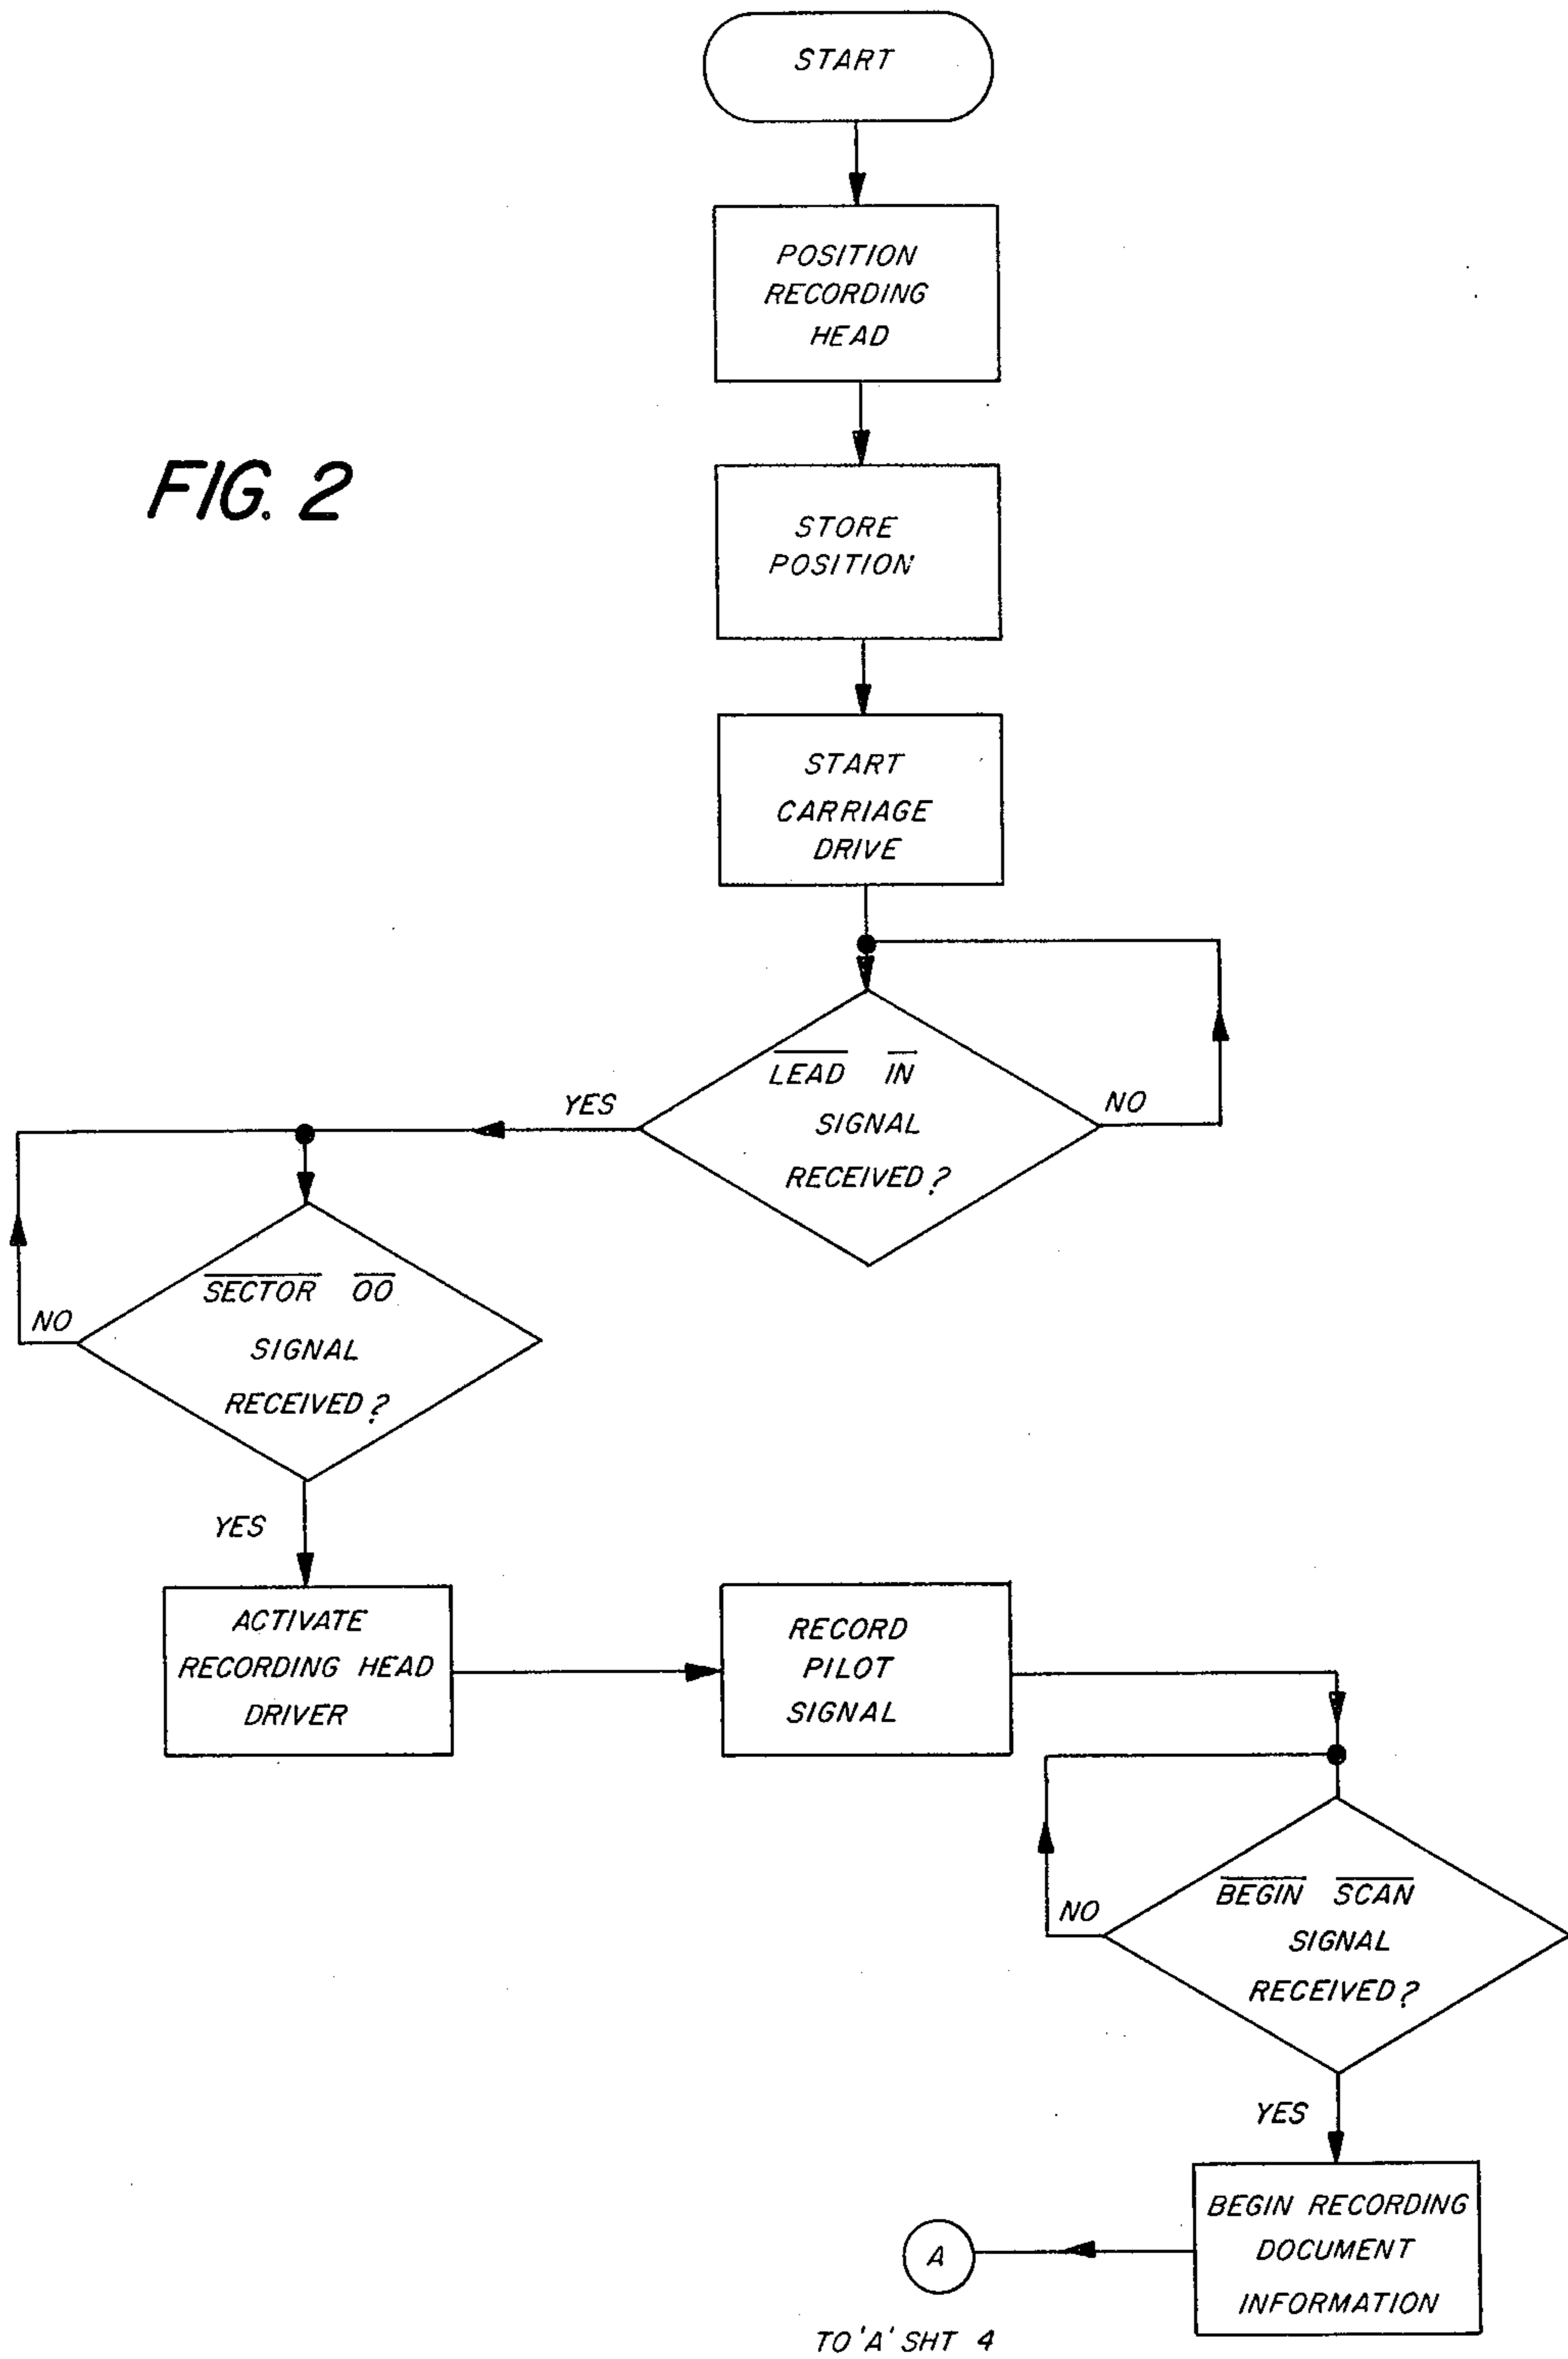 START
POSITION
RECORDING
HEAD
FIG. 2
STORE
POSITION
START
CARRIAGE
DRIVE
LEAD IN
SIGNAL
RECEIVED?
YES
NO
SECTOR 00
SIGNAL
RECEIVED?
NO
YES
ACTIVATE
RECORDING HEAD
DRIVER
RECORD
PILOT
SIGNAL
BEGIN SCAN
SIGNAL
RECEIVED?
NO
YES
BEGIN RECORDING
DOCUMENT
INFORMATION
A
TO 'A' SHT 4